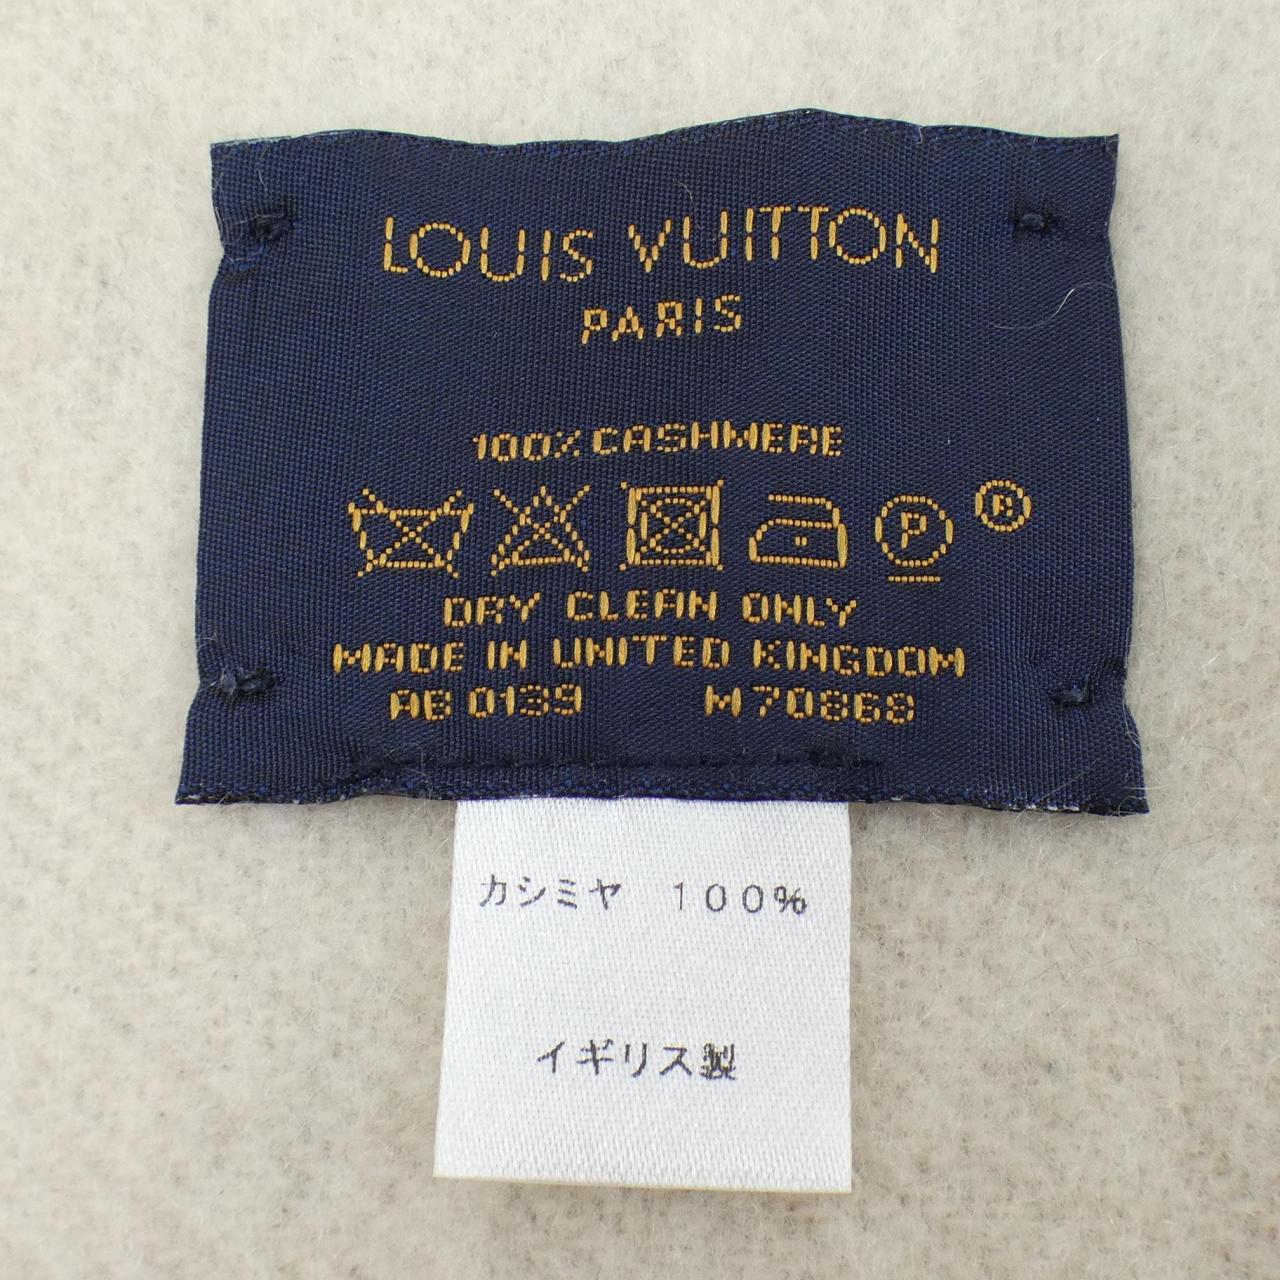 LOUIS VUITTON
PARIS
100% CASHMERE
P ®
DRY CLEAN ONLY
MADE IN UNITED KINGDOM
AB 0139 M70868
カシミヤ 100%
イギリス製